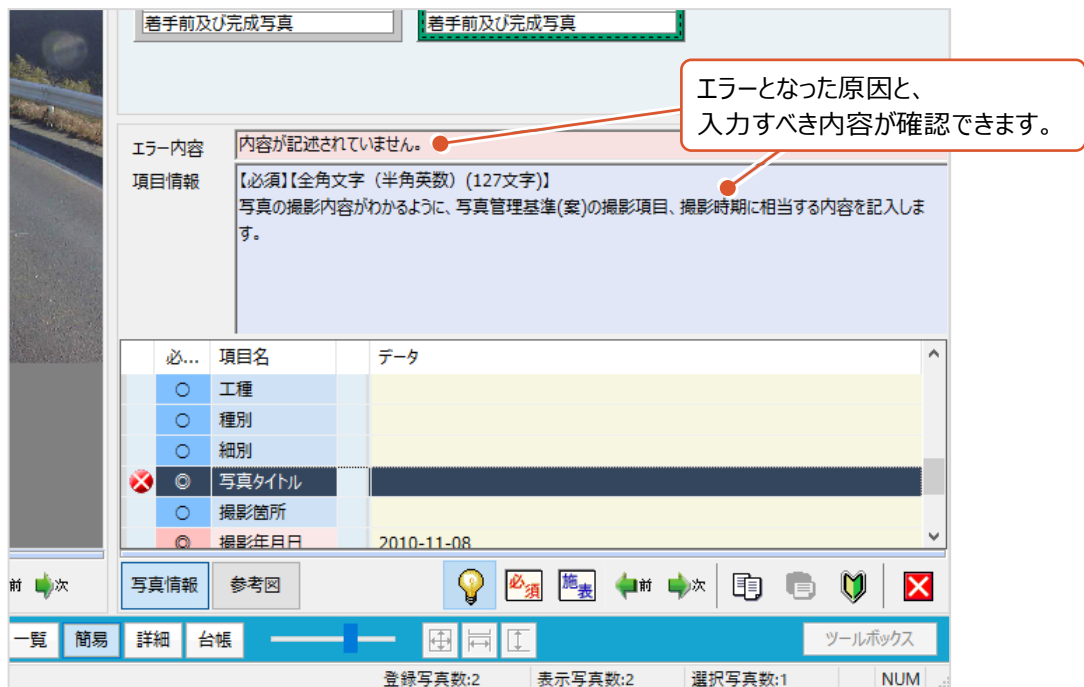 着手前及び完成写真
着手前及び完成写真
エラーとなった原因と、
入力すべき内容が確認できます。
エラー内容
内容が記述されていません。
項目情報
【必須】【全角文字（半角英数）(127文字)】
写真の撮影内容がわかるように、写真管理基準(案)の撮影項目、撮影時期に相当する内容を記入しま
す。
必... 項目名 データ
○ 工種
○ 種別
○ 細別
◎ 写真タイトル
○ 撮影箇所
◎ 撮影年月日 2010-11-08
前 次 写真情報 参考図 必須 施表 前 次
一覧 簡易 詳細 台帳 ツールボックス
登録写真数:2 表示写真数:2 選択写真数:1 NUM